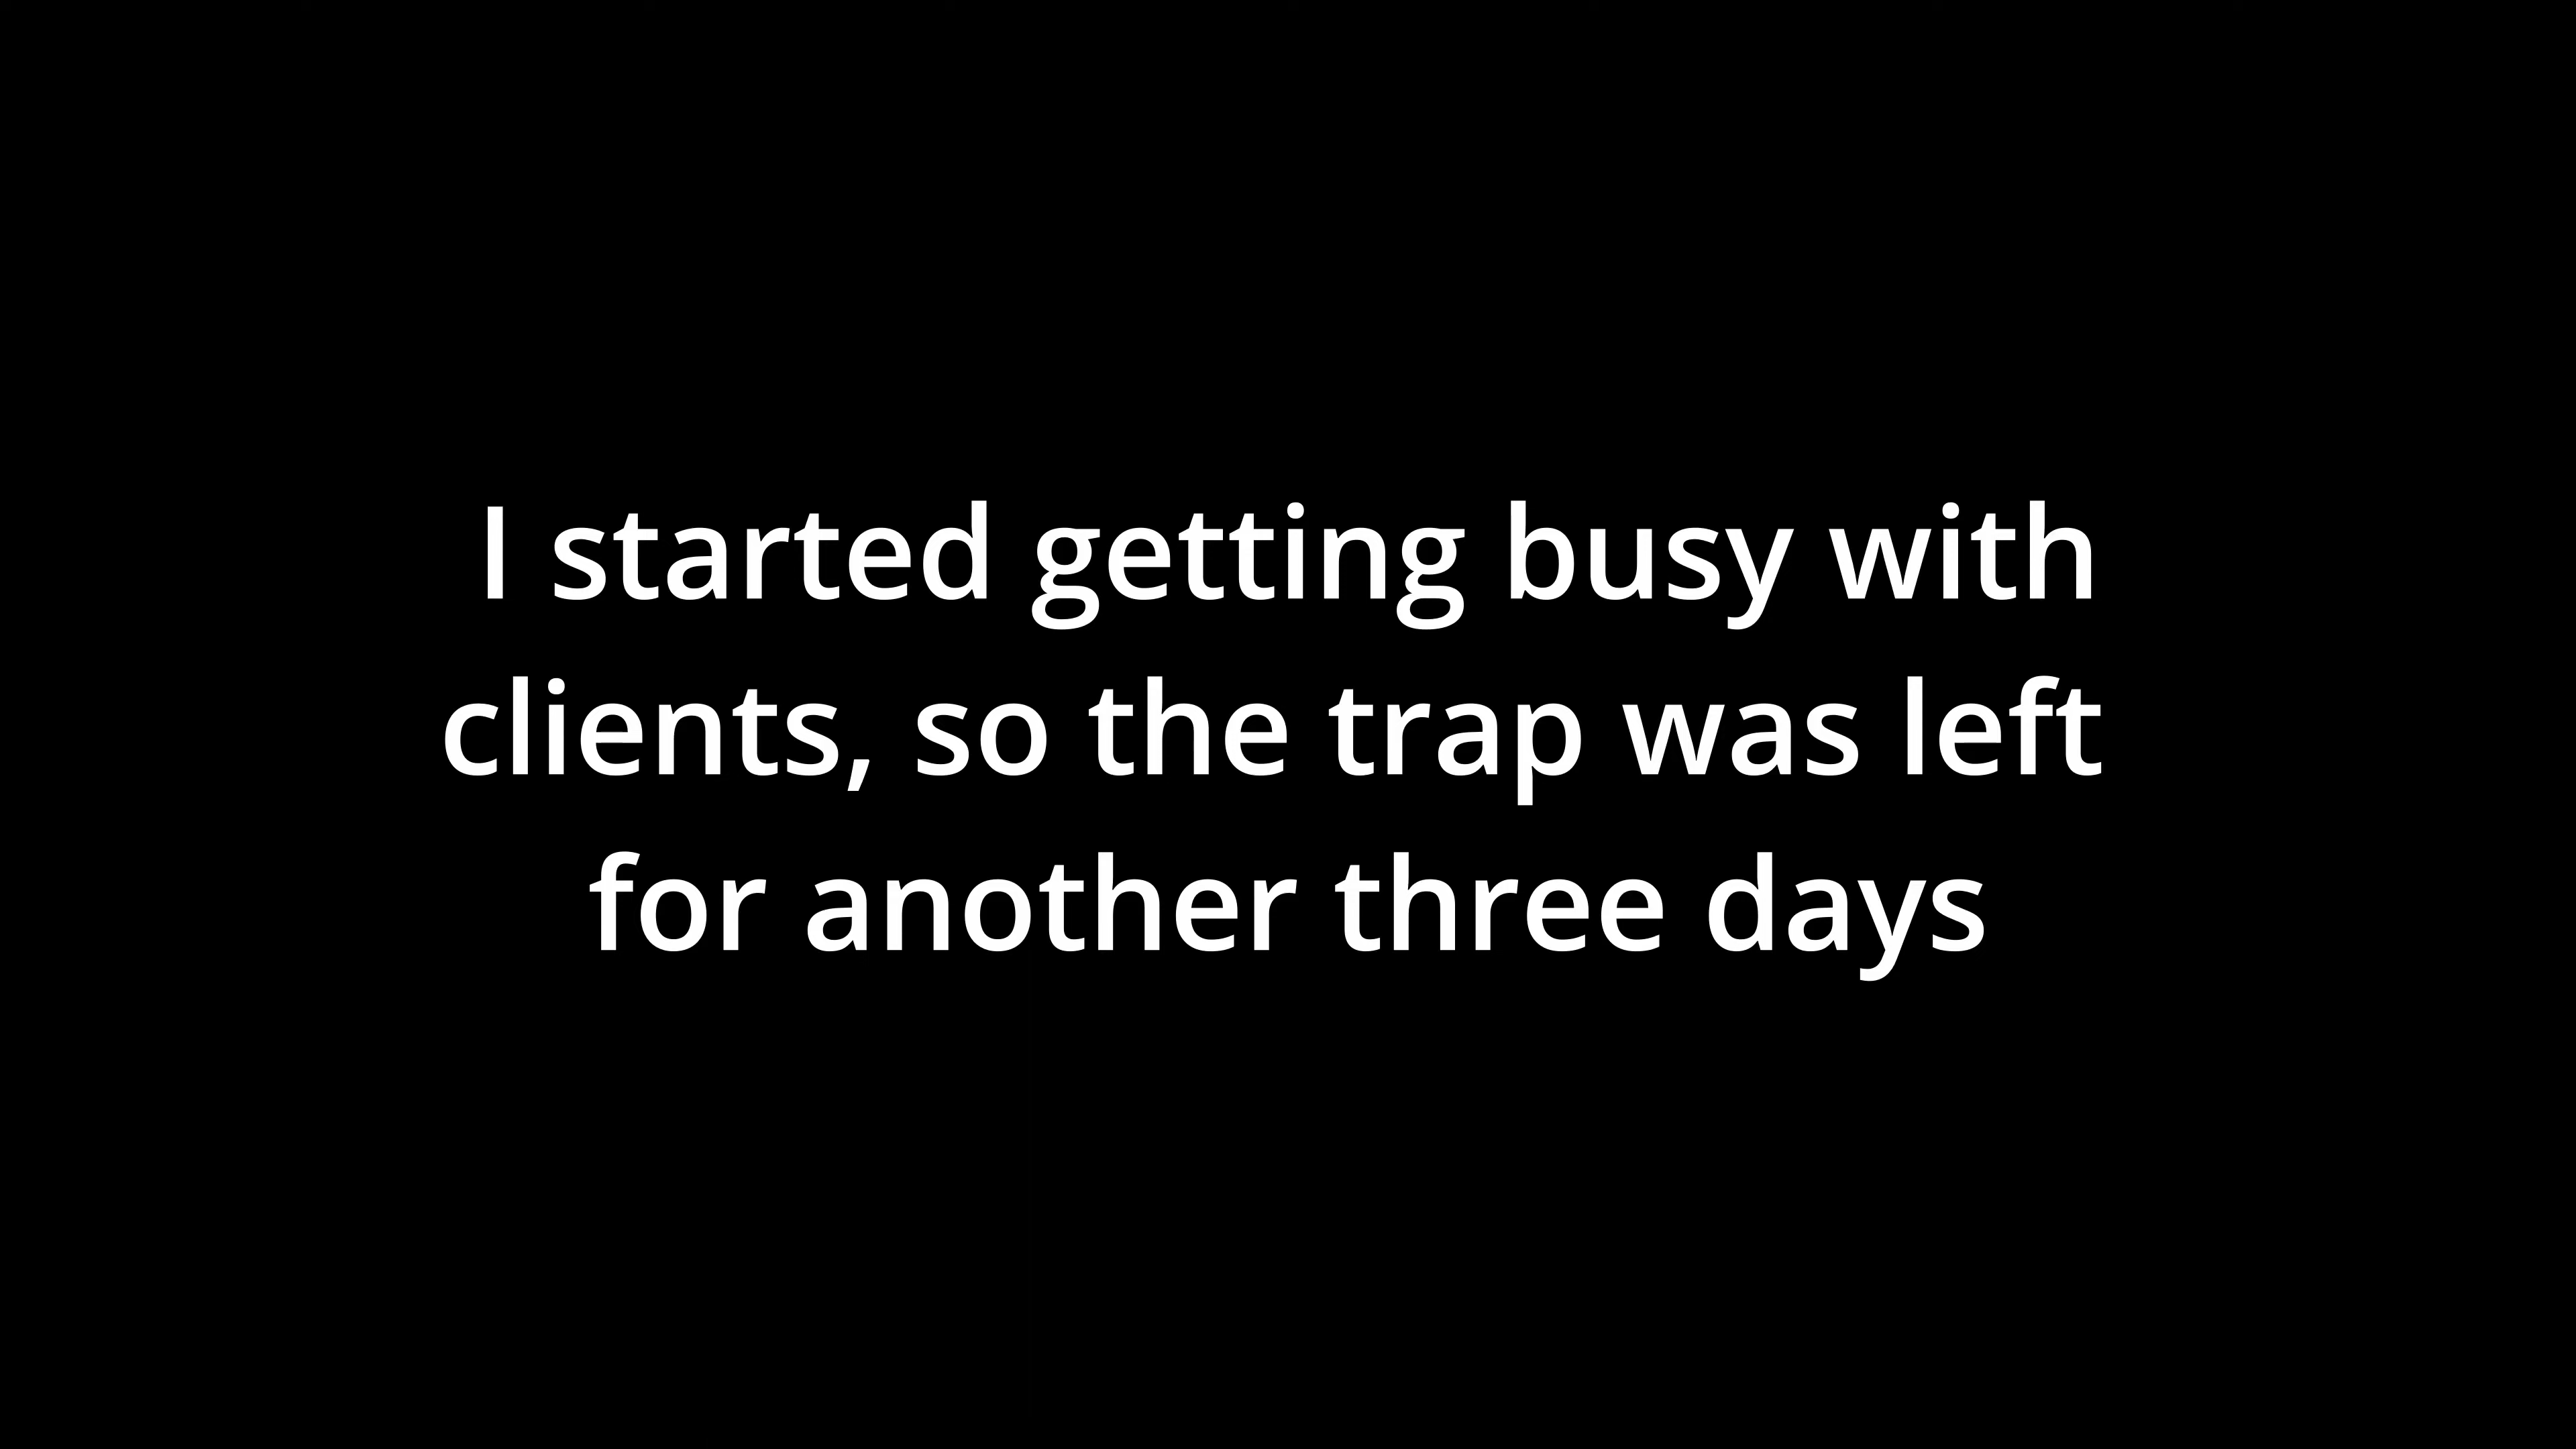 I started getting busy with
clients, so the trap was left
for another three days